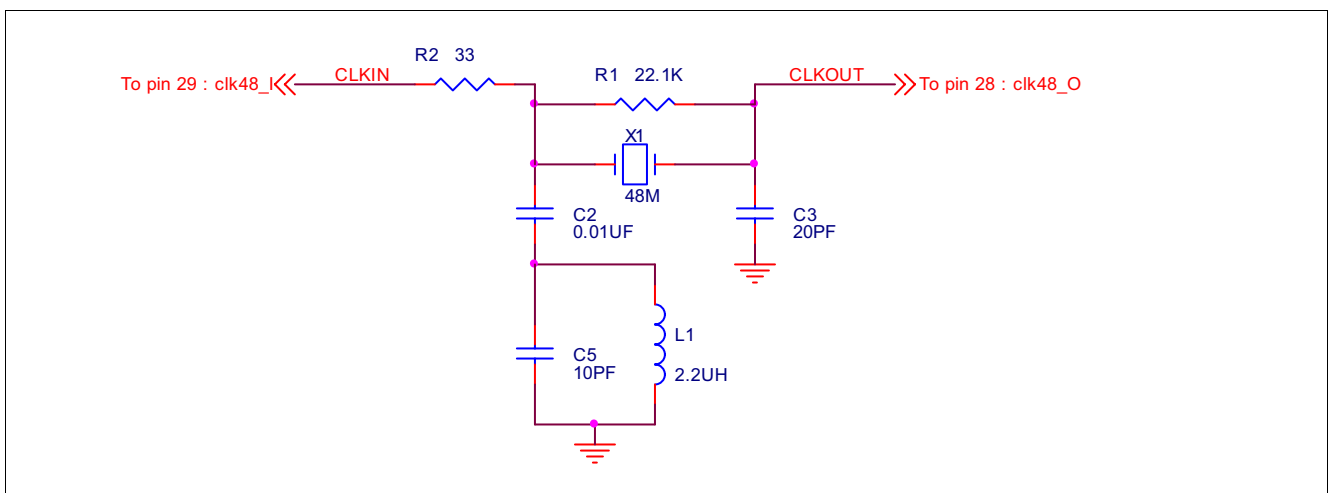 R2 33
To pin 29 : clk48_I
CLKIN
R1 22.1K
CLKOUT
To pin 28 : clk48_O
X1
48M
C2
0.01UF
C3
20PF
L1
2.2UH
C5
10PF